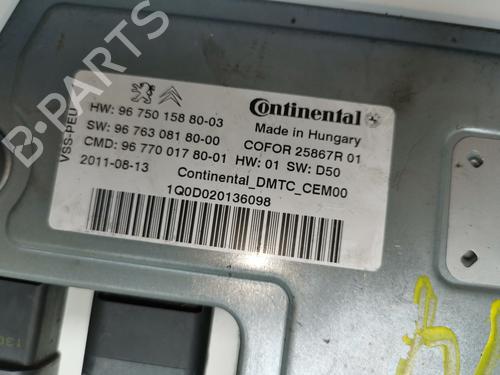 B-PARTS
VSS-PEU
HW: 96 750 158 80-03
SW: 96 763 081 80-00
CMD: 96 770 017 80-01
2011-08-13
Continental
Made in Hungary
COFOR 25867R 01
HW: 01 SW: D50
Continental_DMTC_CEM00
1Q0D020136098